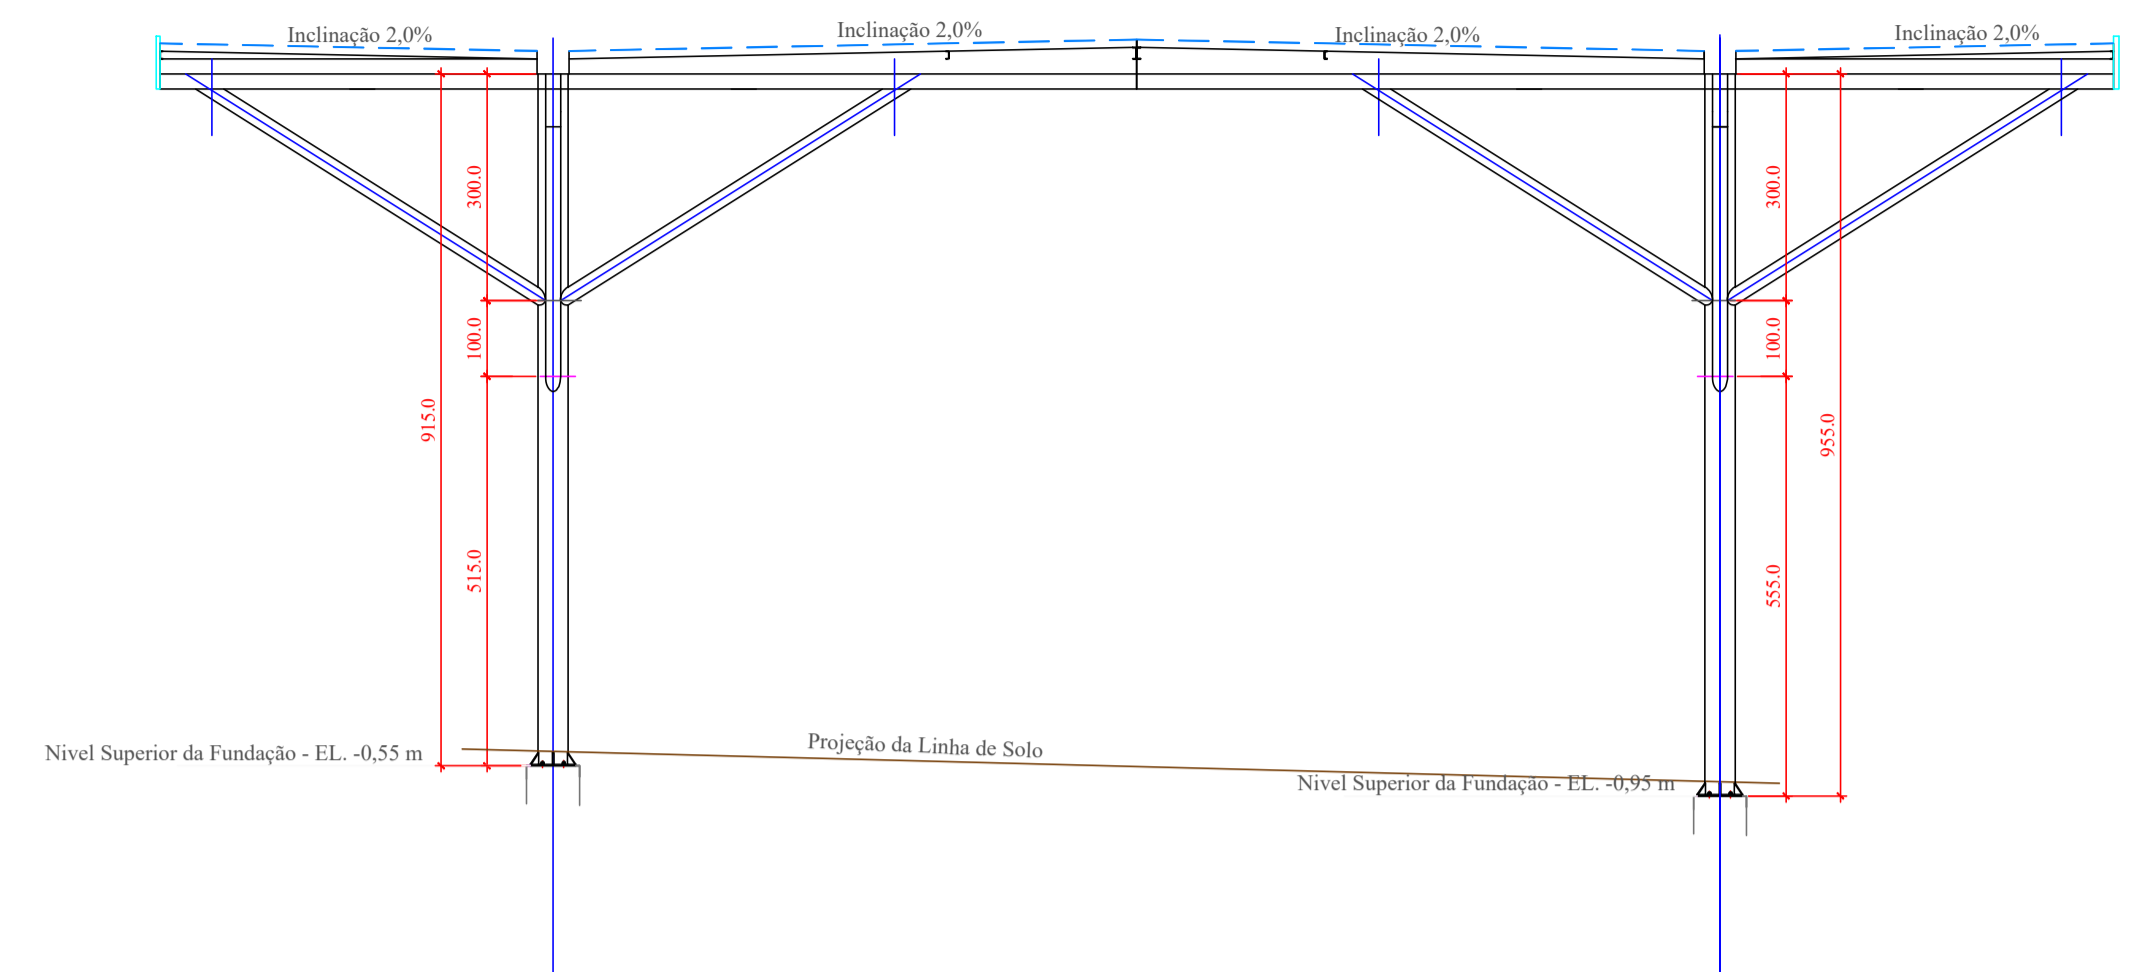 Inclinação 2,0%
Inclinação 2,0%
Inclinação 2,0%
Inclinação 2,0%
300.0
300.0
100.0
100.0
915.0
955.0
515.0
555.0
Projeção da Linha de Solo
Nivel Superior da Fundação - EL. -0,55 m
Nivel Superior da Fundação - EL. -0,95 m